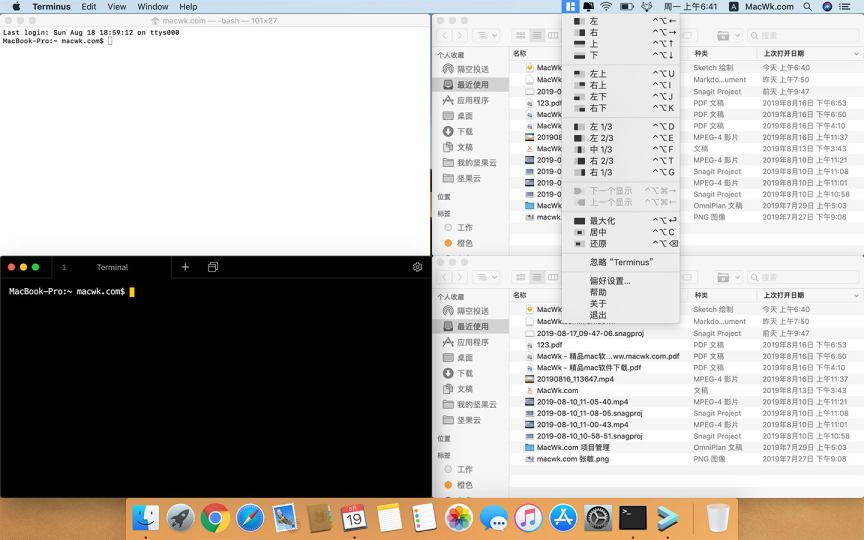 Terminus Edit View Window Help
周一 上午6:41 MacWk.com
macwk.com — -bash — 101×27
Last login: Sun Aug 18 18:59:12 on ttys000
MacBook-Pro:~ macwk.com$
左 ^⌥←
右 ^⌥→
上 ^⌥↑
下 ^⌥↓
左上 ^⌥U
右上 ^⌥I
左下 ^⌥J
右下 ^⌥K
左 1/3 ^⌥D
左 2/3 ^⌥E
中 1/3 ^⌥F
右 2/3 ^⌥T
右 1/3 ^⌥G
下一个显示 ^⌥⌘→
上一个显示 ^⌥⌘←
最大化 ^⌥↩
居中 ^⌥C
还原 ^⌥⌫
忽略 “Terminus”
偏好设置...
帮助
关于
退出
搜索
个人收藏
隔空投送
最近使用
应用程序
桌面
下载
文稿
我的坚果云
坚果云
位置
标签
工作
橙色
名称 种类 上次打开日期
MacWk Sketch 绘制 今天 上午6:40
MacWk Markdo...ument 昨天 上午7:50
2019-0 Snagit Project 前天 上午9:47
123.pdf PDF 文稿 2019年8月16日 下午6:53
MacWk PDF 文稿 2019年8月16日 下午6:50
MacWk PDF 文稿 2019年8月16日 下午4:10
201908 MPEG-4 影片 2019年8月16日 上午11:37
MacWk 文稿 2019年8月13日 下午3:43
2019-0 MPEG-4 影片 2019年8月10日 上午11:21
2019-0 Snagit Project 2019年8月10日 上午11:08
2019-0 MPEG-4 影片 2019年8月10日 上午11:01
2019-0 Snagit Project 2019年8月10日 上午10:58
MacWk OmniPlan 文稿 2019年7月29日 上午5:03
macwk. PNG 图像 2019年7月27日 下午9:08
1 Terminal +
MacBook-Pro:~ macwk.com$
搜索
个人收藏
隔空投送
最近使用
应用程序
桌面
下载
文稿
我的坚果云
坚果云
位置
标签
工作
橙色
名称 种类 上次打开日期
MacWk Sketch 绘制 今天 上午6:40
MacWk Markdo...ument 昨天 上午7:50
2019-08-17_09-47-06.snagproj Snagit Project 前天 上午9:47
123.pdf PDF 文稿 2019年8月16日 下午6:53
MacWk - 精品mac软...ww.macwk.com.pdf PDF 文稿 2019年8月16日 下午6:50
MacWk - 精品mac软件下载.pdf PDF 文稿 2019年8月16日 下午4:10
20190816_113647.mp4 MPEG-4 影片 2019年8月16日 上午11:37
MacWk.com 文稿 2019年8月13日 下午3:43
2019-08-10_11-05-40.mp4 MPEG-4 影片 2019年8月10日 上午11:21
2019-08-10_11-08-05.snagproj Snagit Project 2019年8月10日 上午11:08
2019-08-10_11-00-43.mp4 MPEG-4 影片 2019年8月10日 上午11:01
2019-08-10_10-58-51.snagproj Snagit Project 2019年8月10日 上午10:58
MacWk.com 项目管理 OmniPlan 文稿 2019年7月29日 上午5:03
macwk.com 张敏.png PNG 图像 2019年7月27日 下午9:08
19